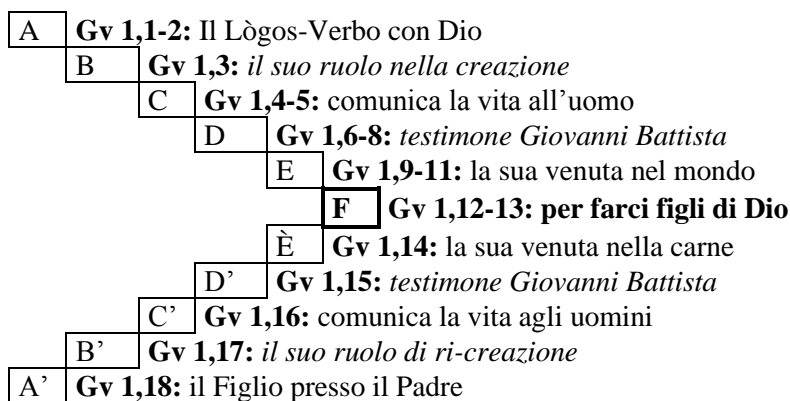 A Gv 1,1-2: Il Lògos-Verbo con Dio
B Gv 1,3: il suo ruolo nella creazione
C Gv 1,4-5: comunica la vita all’uomo
D Gv 1,6-8: testimone Giovanni Battista
E Gv 1,9-11: la sua venuta nel mondo
F Gv 1,12-13: per farci figli di Dio
È Gv 1,14: la sua venuta nella carne
D’ Gv 1,15: testimone Giovanni Battista
C’ Gv 1,16: comunica la vita agli uomini
B’ Gv 1,17: il suo ruolo di ri-creazione
A’ Gv 1,18: il Figlio presso il Padre